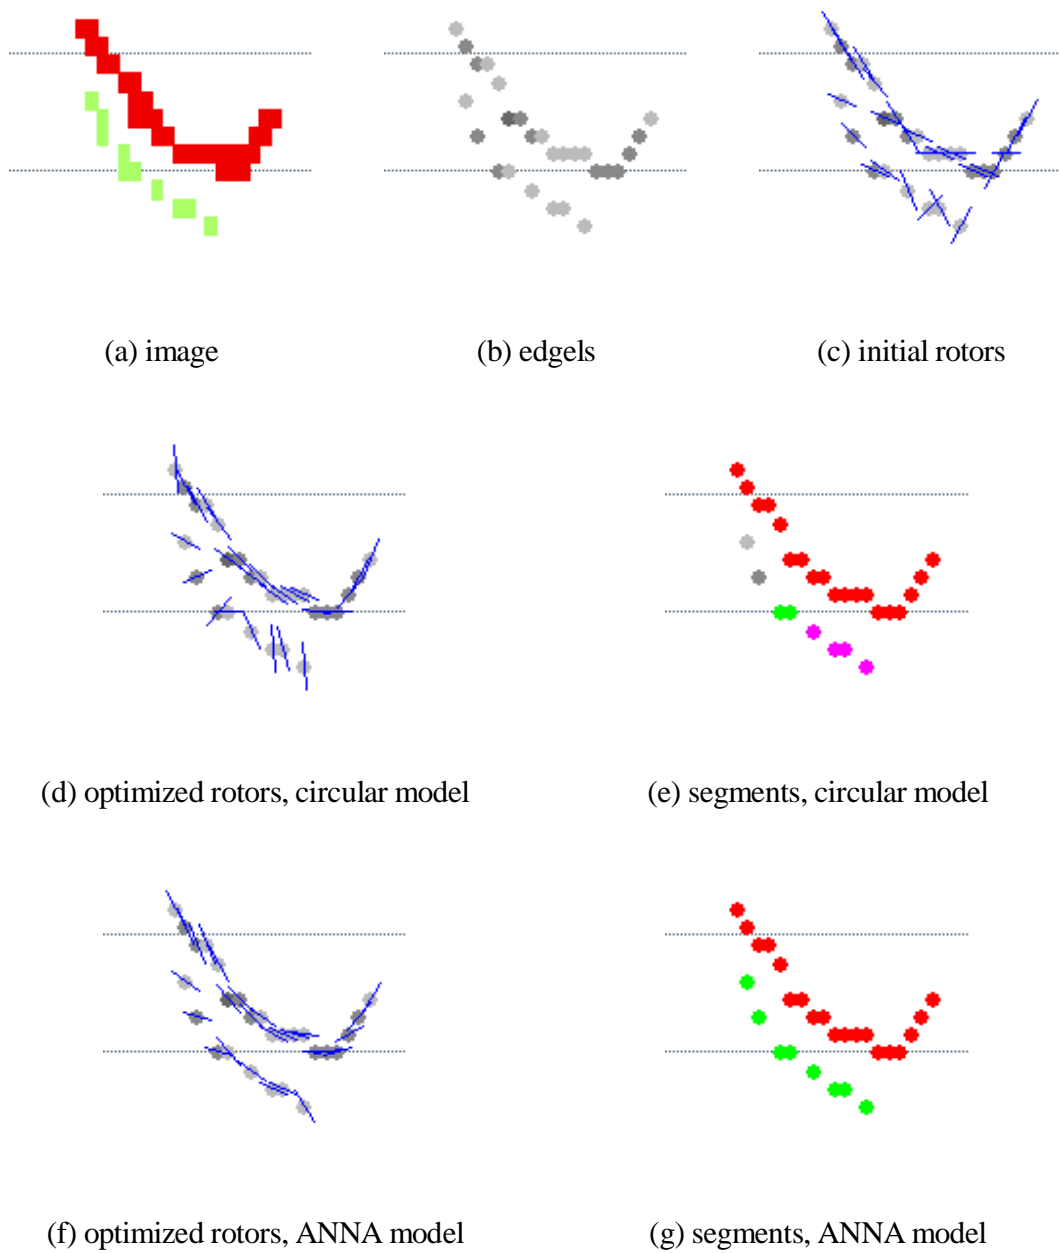 (a) image
(b) edgels
(c) initial rotors
(d) optimized rotors, circular model
(e) segments, circular model
(f) optimized rotors, ANNA model
(g) segments, ANNA model